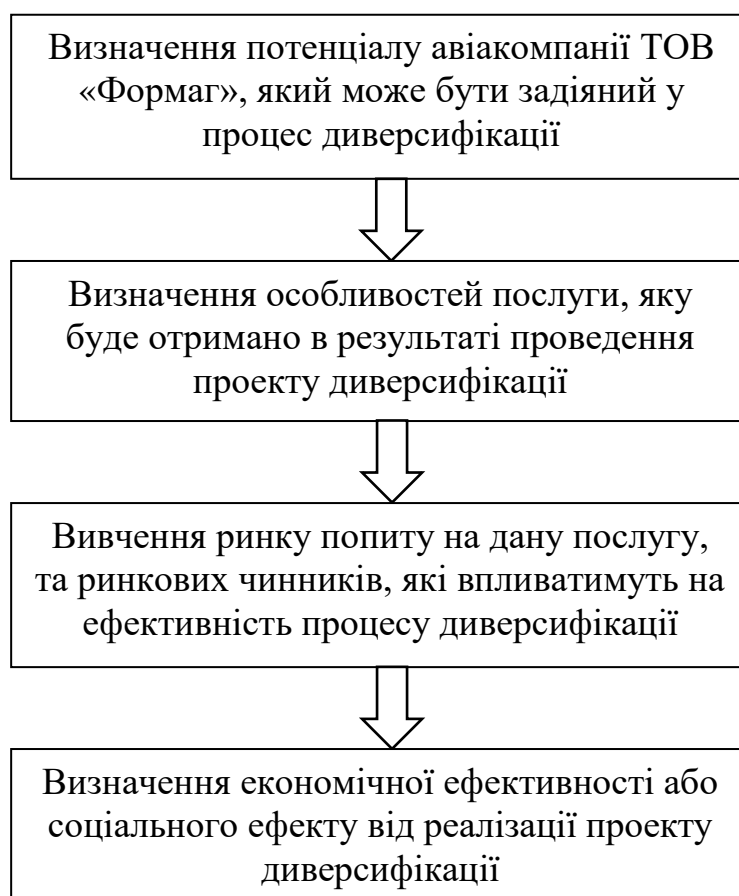 Визначення потенціалу авіакомпанії ТОВ
«Формаг», який може бути задіяний у
процес диверсифікації
Визначення особливостей послуги, яку
буде отримано в результаті проведення
проекту диверсифікації
Вивчення ринку попиту на дану послугу,
та ринкових чинників, які впливатимуть на
ефективність процесу диверсифікації
Визначення економічної ефективності або
соціального ефекту від реалізації проекту
диверсифікації